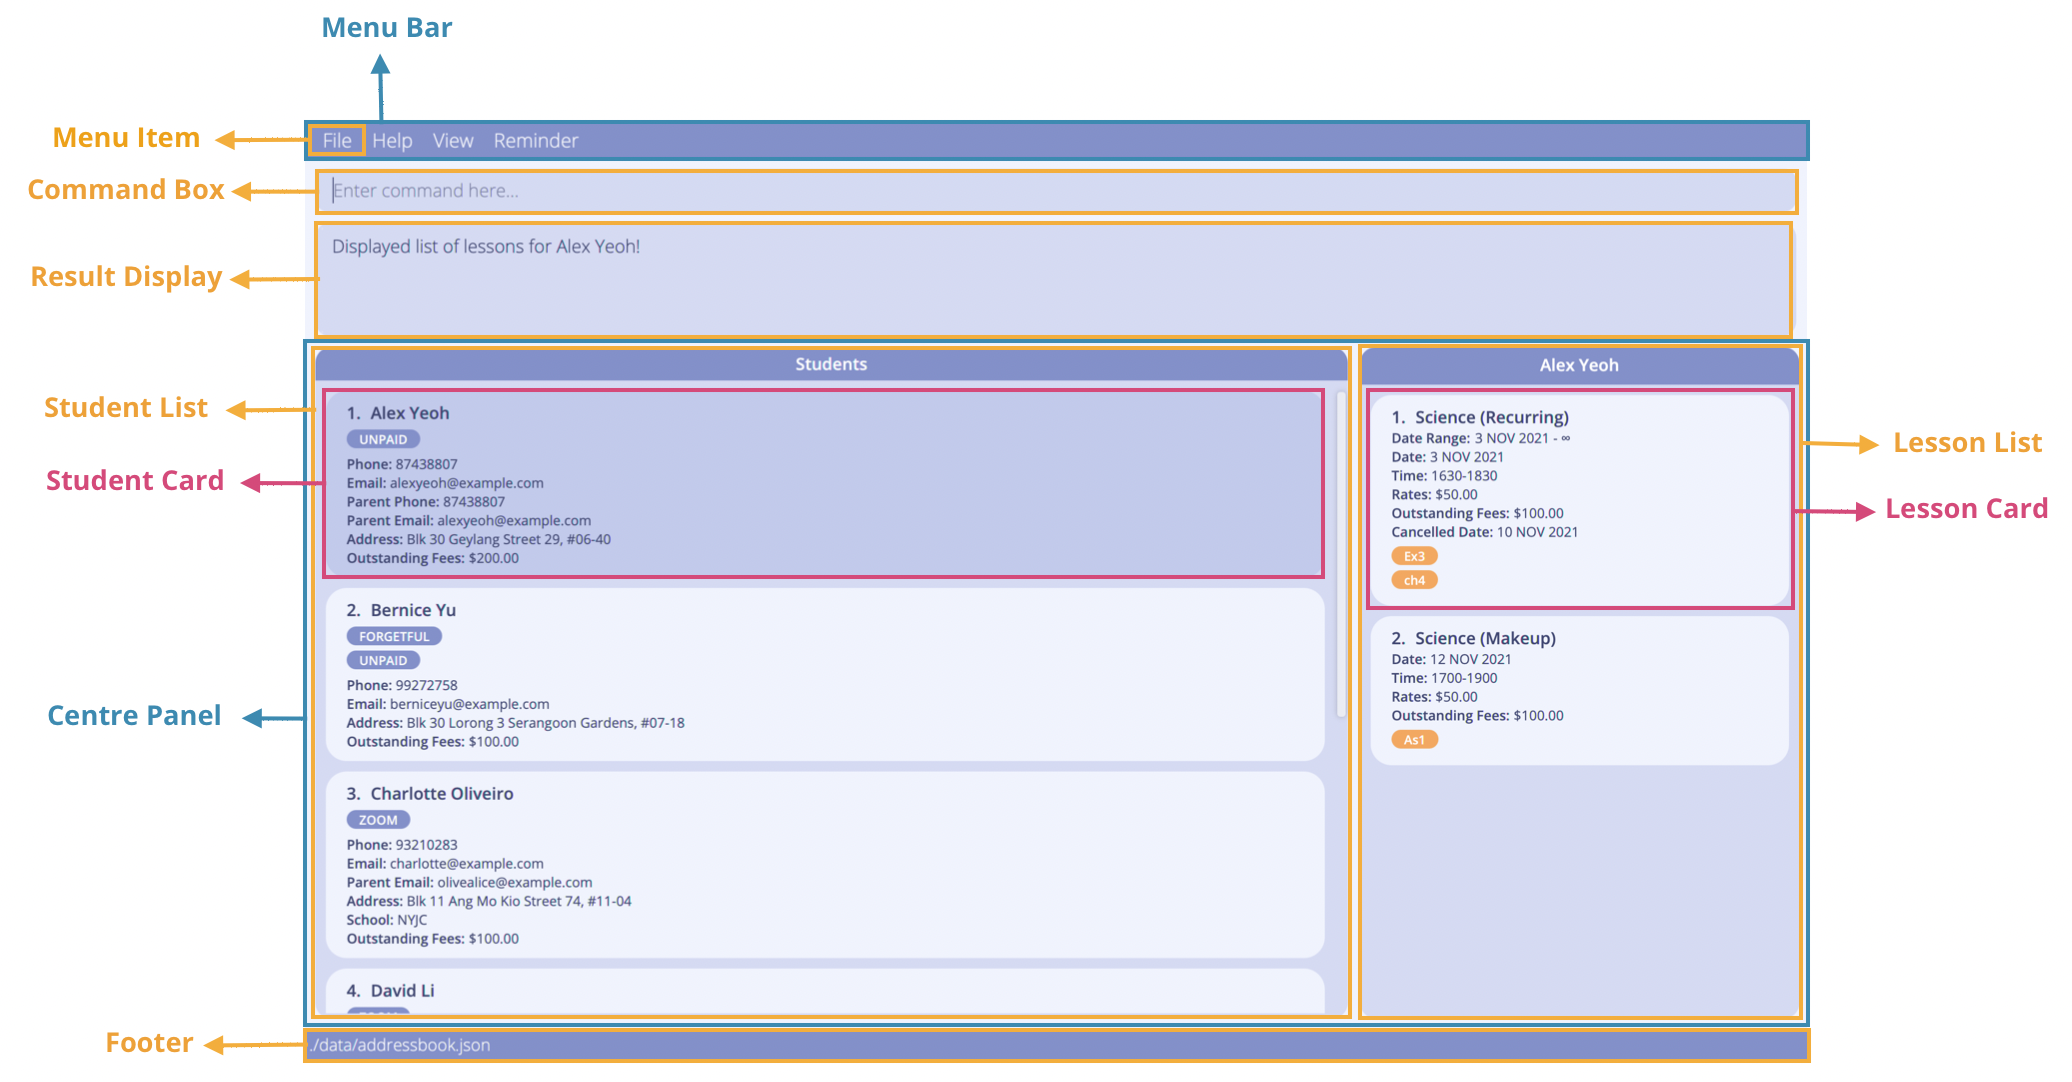 Menu Bar
Menu Item
File Help View Reminder
Command Box
Enter command here...
Result Display
Displayed list of lessons for Alex Yeoh!
Student List
Student Card
Centre Panel
Students
1. Alex Yeoh
UNPAID
Phone: 87438807
Email: alexyeoh@example.com
Parent Phone: 87438807
Parent Email: alexyeoh@example.com
Address: Blk 30 Geylang Street 29, #06-40
Outstanding Fees: $200.00
2. Bernice Yu
FORGETFUL
UNPAID
Phone: 99272758
Email: berniceyu@example.com
Address: Blk 30 Lorong 3 Serangoon Gardens, #07-18
Outstanding Fees: $100.00
3. Charlotte Oliveiro
ZOOM
Phone: 93210283
Email: charlotte@example.com
Parent Email: olivealice@example.com
Address: Blk 11 Ang Mo Kio Street 74, #11-04
School: NYJC
Outstanding Fees: $100.00
4. David Li
Alex Yeoh
1. Science (Recurring)
Date Range: 3 NOV 2021 - ∞
Date: 3 NOV 2021
Time: 1630-1830
Rates: $50.00
Outstanding Fees: $100.00
Cancelled Date: 10 NOV 2021
Ex3
ch4
2. Science (Makeup)
Date: 12 NOV 2021
Time: 1700-1900
Rates: $50.00
Outstanding Fees: $100.00
As1
Lesson List
Lesson Card
Footer
./data/addressbook.json